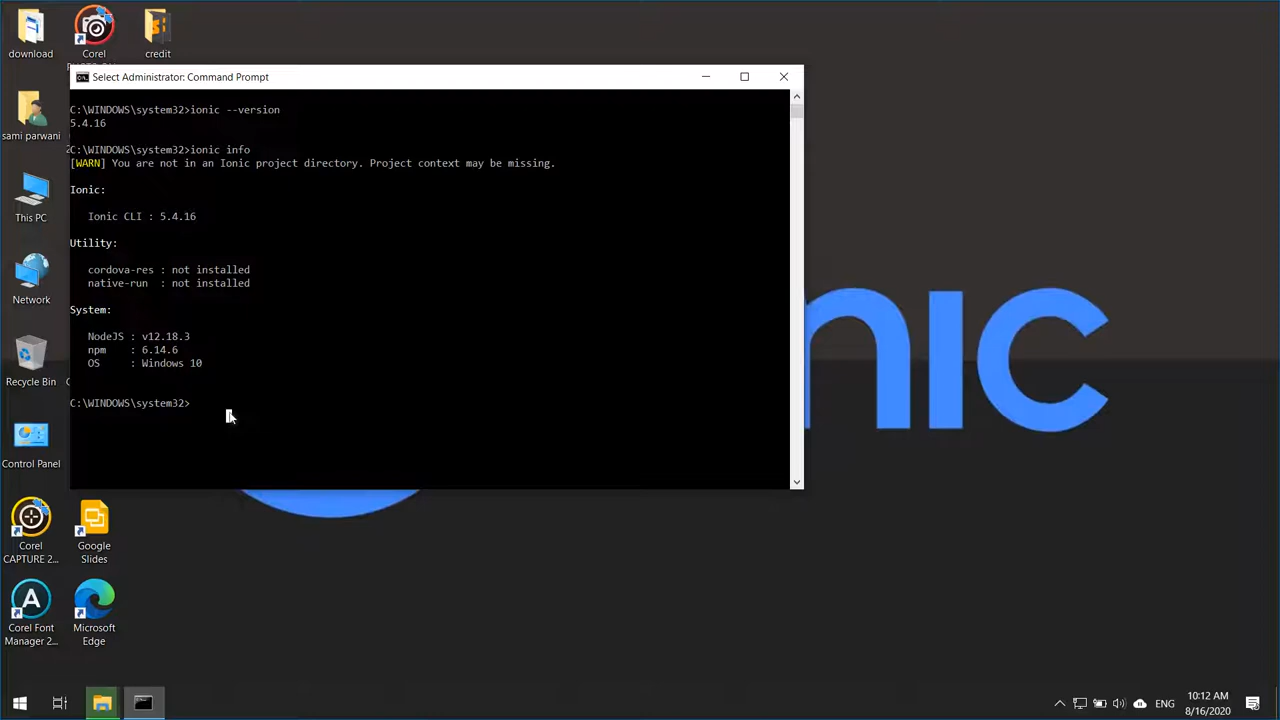 download
Corel
credit
Select Administrator: Command Prompt
C:\WINDOWS\system32>ionic --version
5.4.16
C:\WINDOWS\system32>ionic info
[WARN] You are not in an Ionic project directory. Project context may be missing.
Ionic:
Ionic CLI : 5.4.16
Utility:
cordova-res : not installed
native-run : not installed
System:
NodeJS : v12.18.3
npm : 6.14.6
OS : Windows 10
C:\WINDOWS\system32>
sami parwani
This PC
Network
Recycle Bin
Control Panel
Corel
CAPTURE 2...
Google
Slides
Corel Font
Manager 2...
Microsoft
Edge
nic
ENG
10:12 AM
8/16/2020